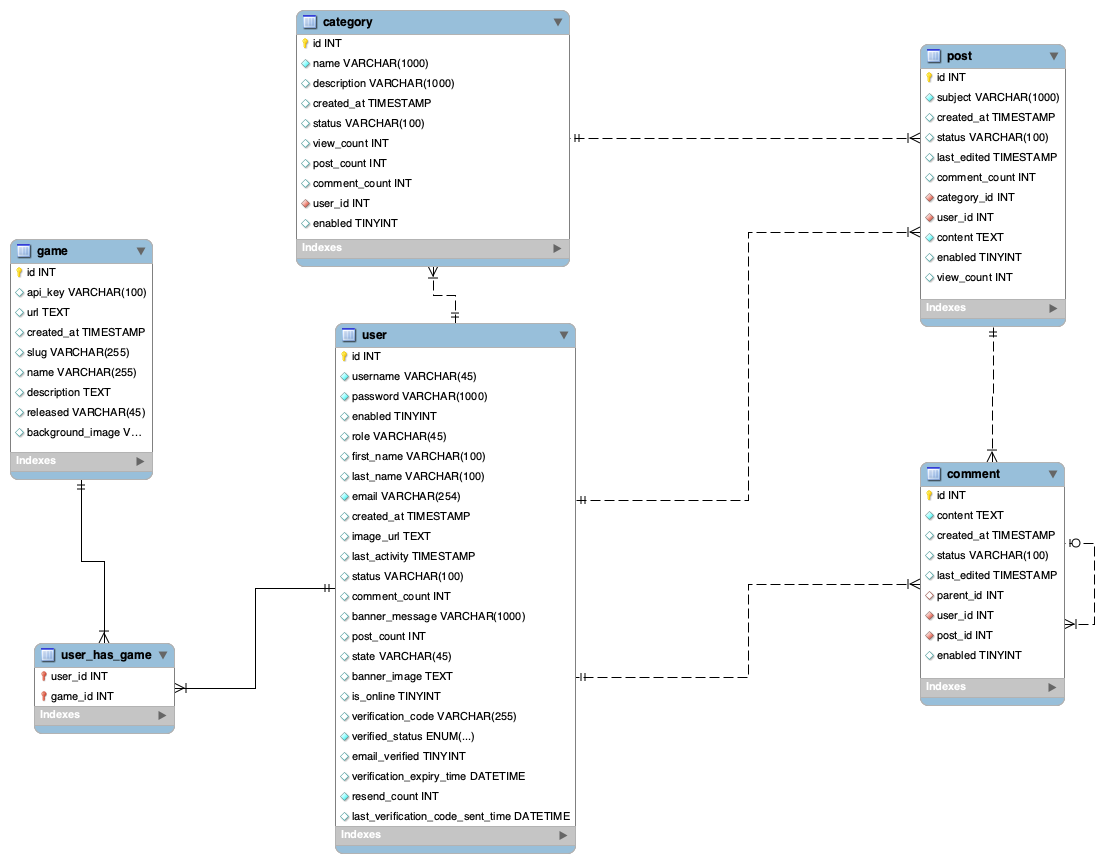 category
id INT
name VARCHAR(1000)
description VARCHAR(1000)
created_at TIMESTAMP
status VARCHAR(100)
view_count INT
post_count INT
comment_count INT
user_id INT
enabled TINYINT
Indexes
post
id INT
subject VARCHAR(1000)
created_at TIMESTAMP
status VARCHAR(100)
last_edited TIMESTAMP
comment_count INT
category_id INT
user_id INT
content TEXT
enabled TINYINT
view_count INT
Indexes
game
id INT
api_key VARCHAR(100)
url TEXT
created_at TIMESTAMP
slug VARCHAR(255)
name VARCHAR(255)
description TEXT
released VARCHAR(45)
background_image V...
Indexes
user
id INT
username VARCHAR(45)
password VARCHAR(1000)
enabled TINYINT
role VARCHAR(45)
first_name VARCHAR(100)
last_name VARCHAR(100)
email VARCHAR(254)
created_at TIMESTAMP
image_url TEXT
last_activity TIMESTAMP
status VARCHAR(100)
comment_count INT
banner_message VARCHAR(1000)
post_count INT
state VARCHAR(45)
banner_image TEXT
is_online TINYINT
verification_code VARCHAR(255)
verified_status ENUM(...)
email_verified TINYINT
verification_expiry_time DATETIME
resend_count INT
last_verification_code_sent_time DATETIME
Indexes
comment
id INT
content TEXT
created_at TIMESTAMP
status VARCHAR(100)
last_edited TIMESTAMP
parent_id INT
user_id INT
post_id INT
enabled TINYINT
Indexes
user_has_game
user_id INT
game_id INT
Indexes